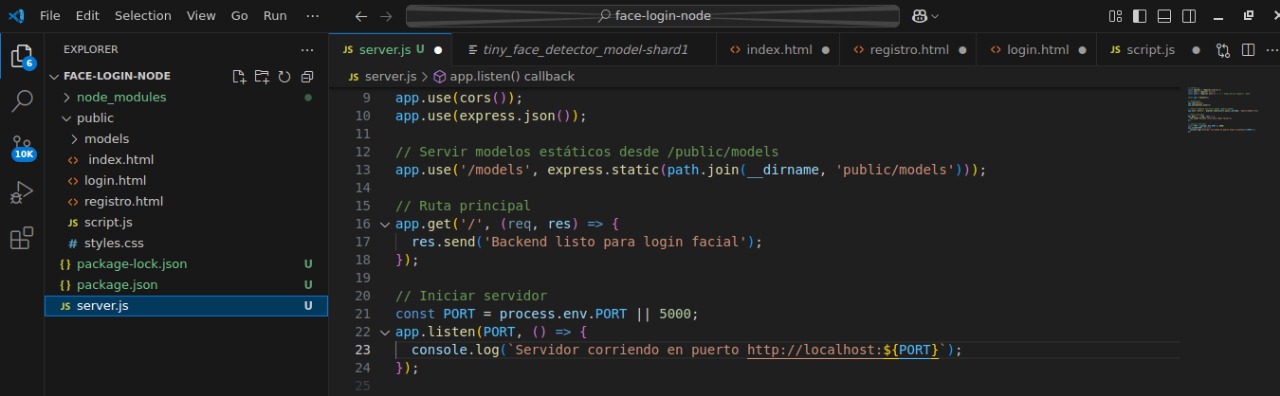 File Edit Selection View Go Run ··· face-login-node
EXPLORER ···
FACE-LOGIN-NODE
node_modules
public
models
index.html
login.html
registro.html
JS script.js
# styles.css
{} package-lock.json U
{} package.json U
JS server.js U
6
10K
JS server.js U tiny_face_detector_model-shard1 index.html registro.html login.html JS script.js ···
JS server.js > app.listen() callback
9 app.use(cors());
10 app.use(express.json());
11
12 // Servir modelos estáticos desde /public/models
13 app.use('/models', express.static(path.join(__dirname, 'public/models')));
14
15 // Ruta principal
16 app.get('/', (req, res) => {
17 res.send('Backend listo para login facial');
18 });
19
20 // Iniciar servidor
21 const PORT = process.env.PORT || 5000;
22 app.listen(PORT, () => {
23 console.log(`Servidor corriendo en puerto http://localhost:${PORT}`);
24 });
25